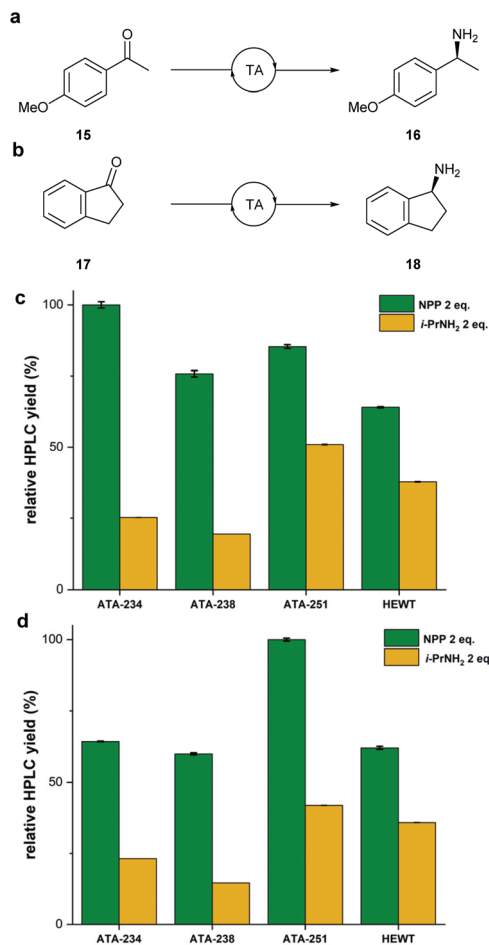 a
O
NH₂
TA
MeO
MeO
15
16
b
O
NH₂
TA
17
18
c
NPP 2 eq.
i-PrNH₂ 2 eq.
relative HPLC yield (%)
100
50
0
ATA-234 ATA-238 ATA-251 HEWT
d
NPP 2 eq.
i-PrNH₂ 2 eq
relative HPLC yield (%)
100
50
0
ATA-234 ATA-238 ATA-251 HEWT